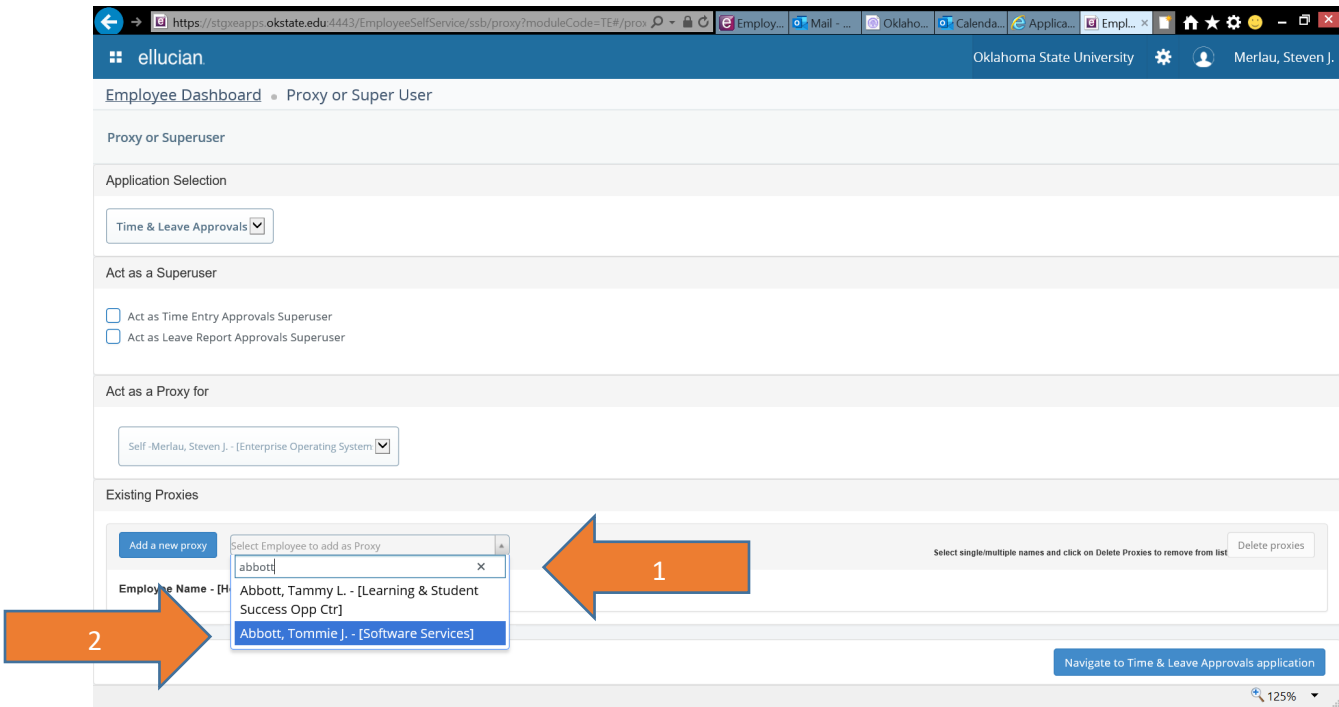 https://stgxeapps.okstate.edu:4443/EmployeeSelfService/ssb/proxy?moduleCode=TE#/prox
Employ...
Mail - ...
Oklaho...
Calenda...
Applica...
Empl...
ellucian
Oklahoma State University
Merlau, Steven J.
Employee Dashboard • Proxy or Super User
Proxy or Superuser
Application Selection
Time & Leave Approvals
Act as a Superuser
Act as Time Entry Approvals Superuser
Act as Leave Report Approvals Superuser
Act as a Proxy for
Self -Merlau, Steven J. - [Enterprise Operating System
Existing Proxies
Add a new proxy
Select Employee to add as Proxy
Select single/multiple names and click on Delete Proxies to remove from list
Delete proxies
abbott
Employee Name - [H
Abbott, Tammy L. - [Learning & Student
Success Opp Ctr]
Abbott, Tommie J. - [Software Services]
1
2
Navigate to Time & Leave Approvals application
125%